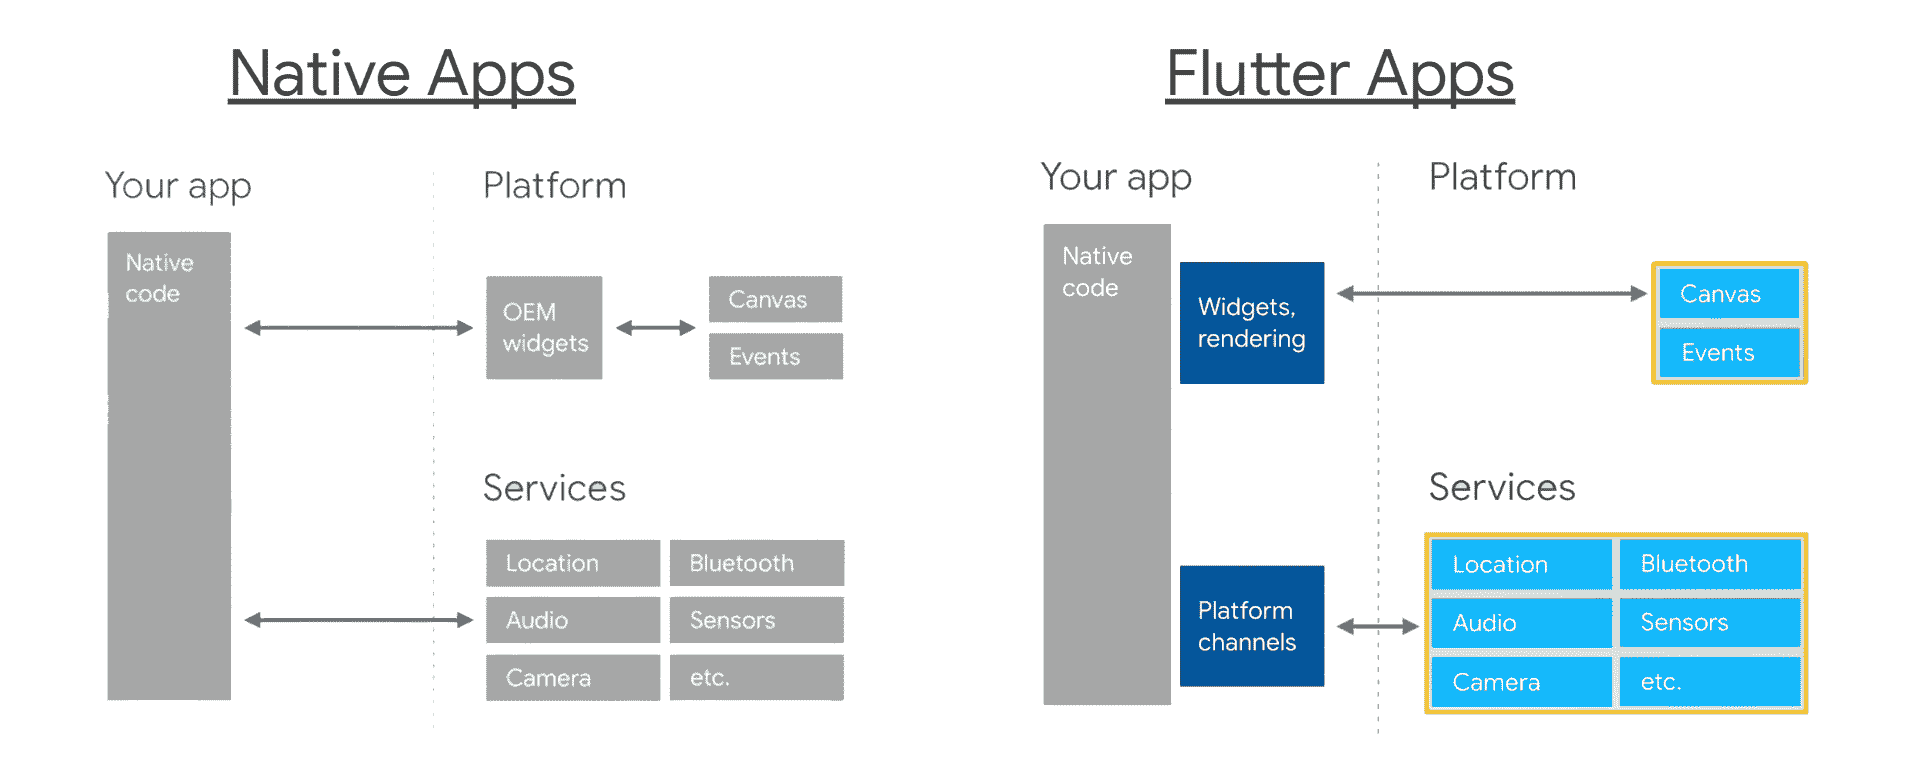 Native Apps
Your app
Platform
Native
code
OEM
widgets
Canvas
Events
Services
Location
Bluetooth
Audio
Sensors
Camera
etc.
Flutter Apps
Your app
Platform
Native
code
Widgets,
rendering
Canvas
Events
Services
Platform
channels
Location
Bluetooth
Audio
Sensors
Camera
etc.